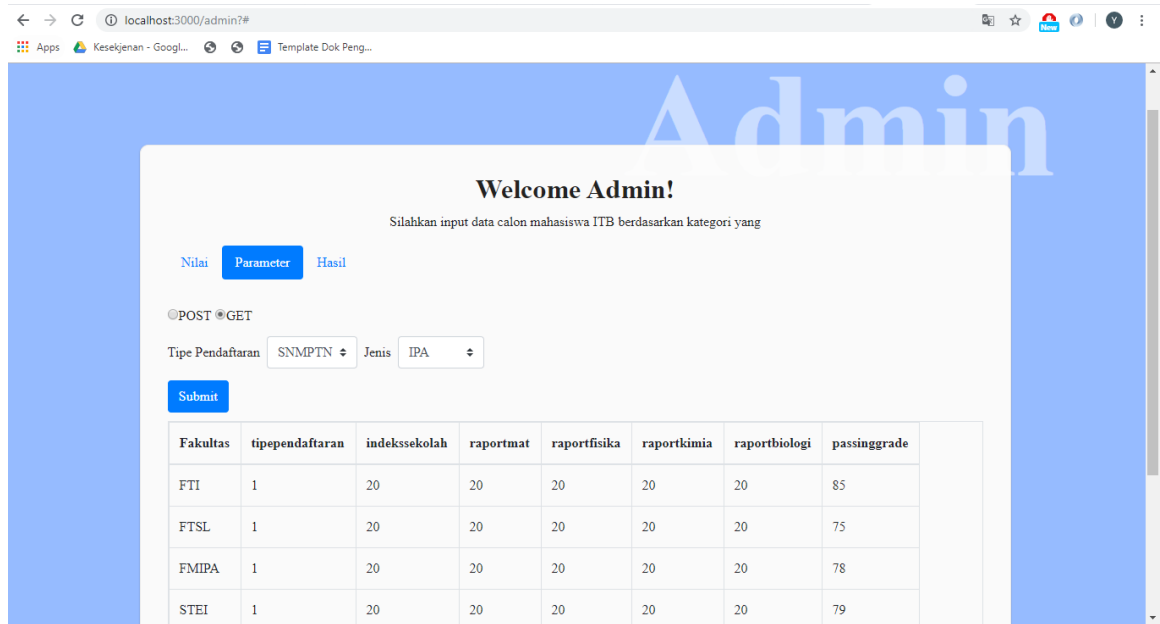 localhost:3000/admin?#
New
Y
Apps Kesekjenan - Googl... Template Dok Peng...
Admin
Welcome Admin!
Silahkan input data calon mahasiswa ITB berdasarkan kategori yang
Nilai Parameter Hasil
POST GET
Tipe Pendaftaran SNMPTN Jenis IPA
Submit
Fakultas tipependaftaran indekssekolah raportmat raportfisika raportkimia raportbiologi passinggrade
FTI 1 20 20 20 20 20 85
FTSL 1 20 20 20 20 20 75
FMIPA 1 20 20 20 20 20 78
STEI 1 20 20 20 20 20 79